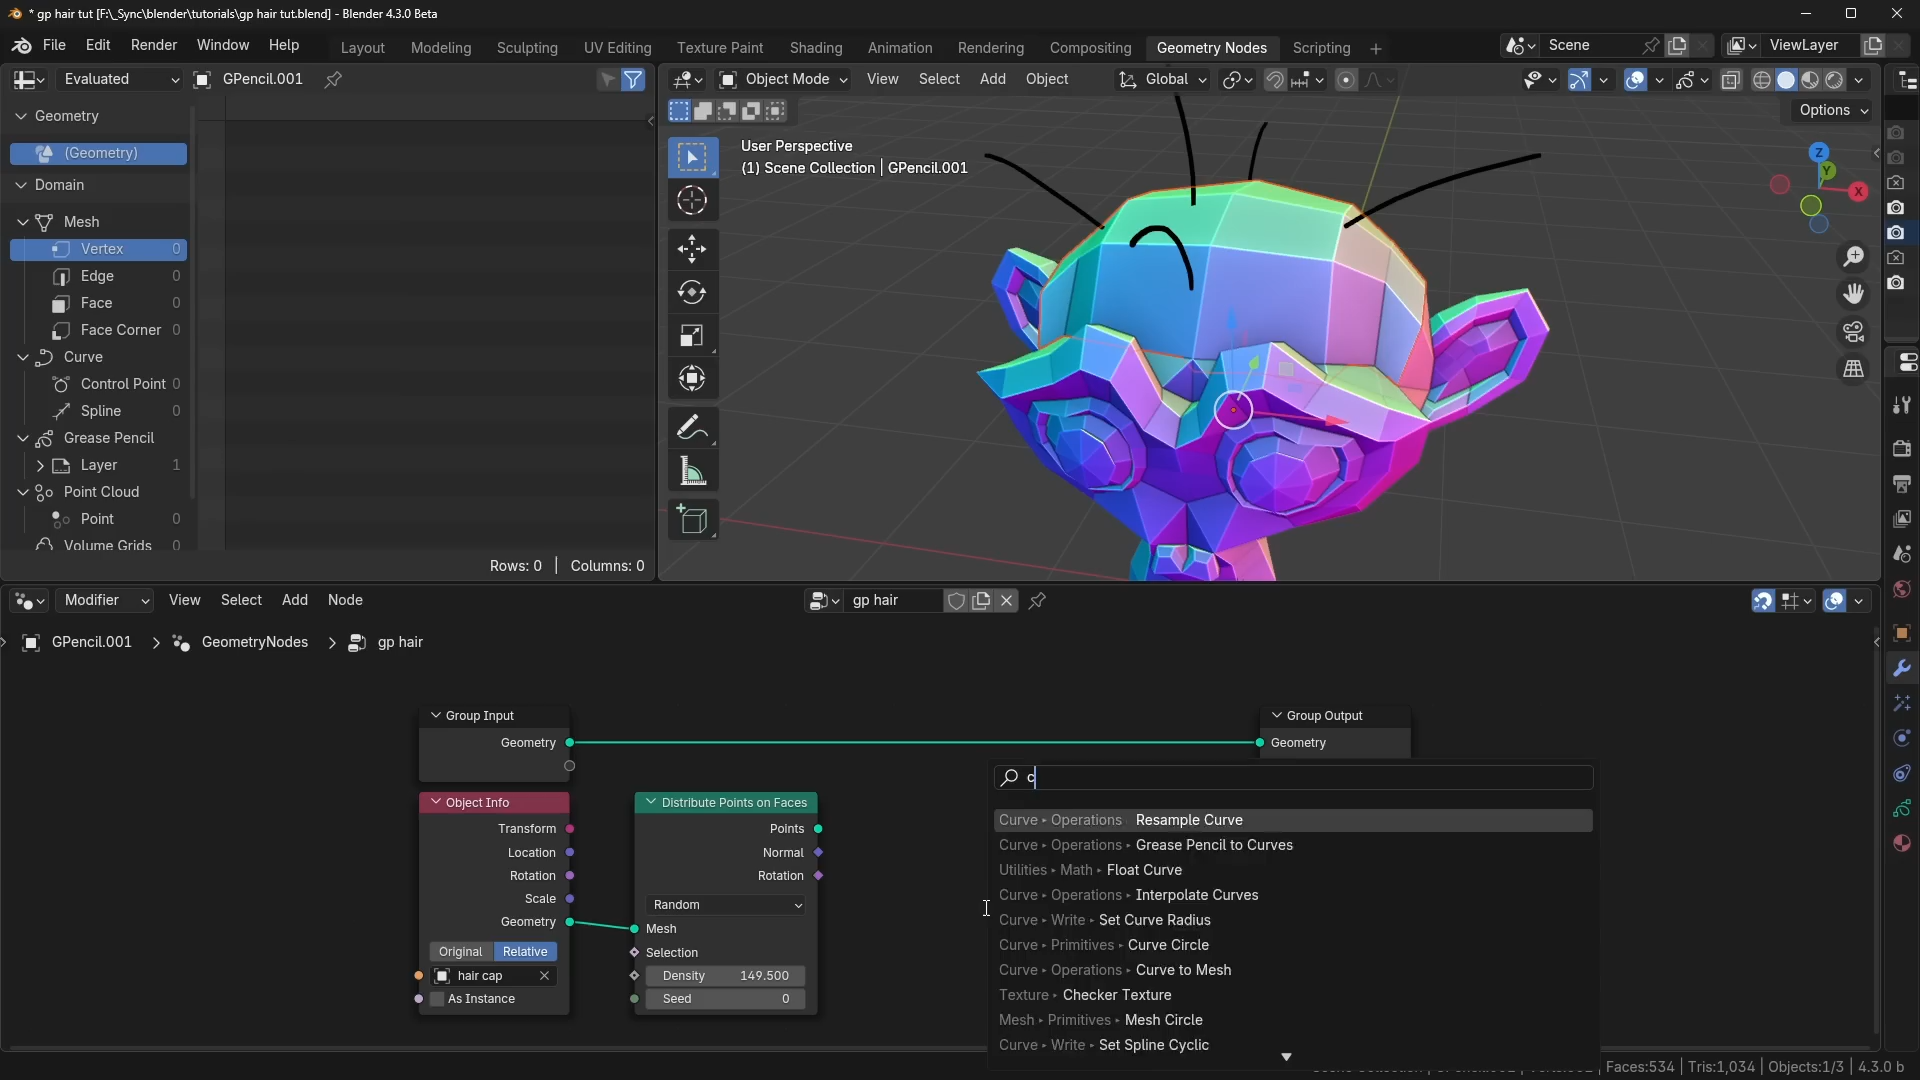 * gp hair tut [F:\_Sync\blender\tutorials\gp hair tut.blend] - Blender 4.3.0 Beta
File Edit Render Window Help
Layout Modeling Sculpting UV Editing Texture Paint Shading Animation Rendering Compositing Geometry Nodes Scripting +
Scene
ViewLayer
Evaluated GPencil.001
Object Mode View Select Add Object Global
Options
Geometry
(Geometry)
Domain
Mesh
Vertex 0
Edge 0
Face 0
Face Corner 0
Curve
Control Point 0
Spline 0
Grease Pencil
Layer 1
Point Cloud
Point 0
Volume Grids 0
Rows: 0 | Columns: 0
User Perspective
(1) Scene Collection | GPencil.001
Z
Y
X
Modifier View Select Add Node
gp hair
GPencil.001 > GeometryNodes > gp hair
Group Input
Geometry
Group Output
Geometry
Object Info
Transform
Location
Rotation
Scale
Geometry
Original Relative
hair cap
As Instance
Distribute Points on Faces
Points
Normal
Rotation
Random
Mesh
Selection
Density 149.500
Seed 0
c
Curve ▸ Operations ▸ Resample Curve
Curve ▸ Operations ▸ Grease Pencil to Curves
Utilities ▸ Math ▸ Float Curve
Curve ▸ Operations ▸ Interpolate Curves
Curve ▸ Write ▸ Set Curve Radius
Curve ▸ Primitives ▸ Curve Circle
Curve ▸ Operations ▸ Curve to Mesh
Texture ▸ Checker Texture
Mesh ▸ Primitives ▸ Mesh Circle
Curve ▸ Write ▸ Set Spline Cyclic
Faces:534 | Tris:1,034 | Objects:1/3 | 4.3.0 b